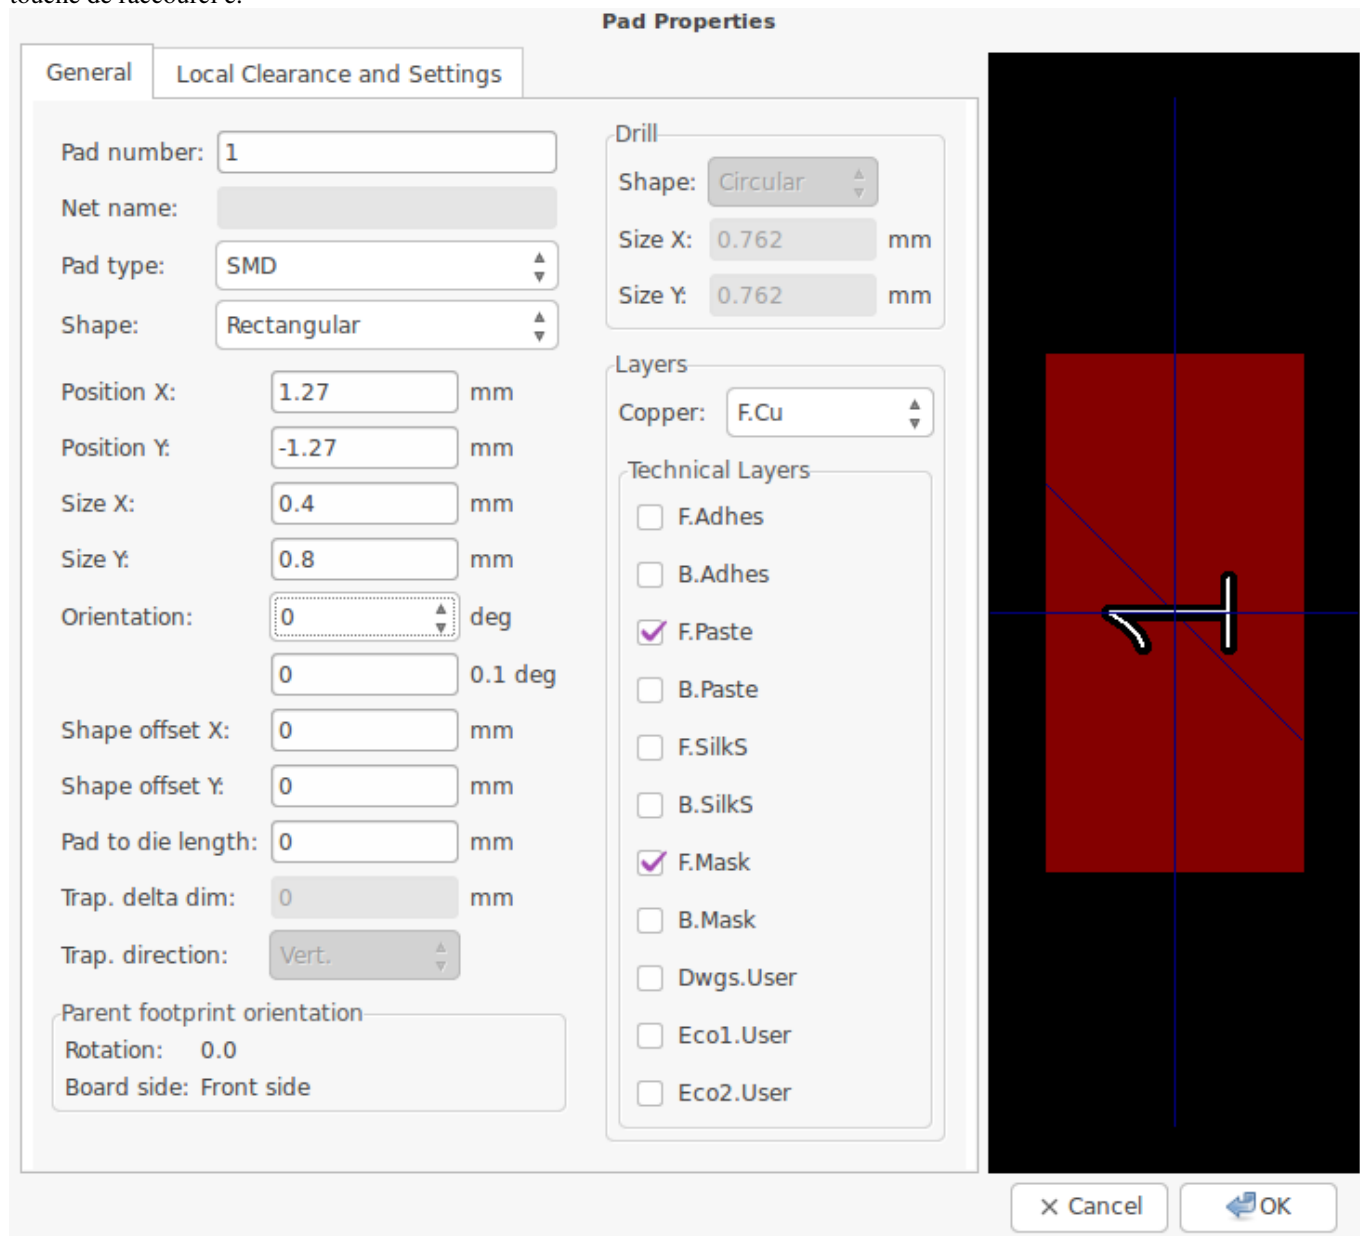 touche de raccourci e.
Pad Properties
General
Local Clearance and Settings
Pad number: 1
Net name:
Pad type: SMD
Shape: Rectangular
Position X: 1.27 mm
Position Y: -1.27 mm
Size X: 0.4 mm
Size Y: 0.8 mm
Orientation: 0 deg
0 0.1 deg
Shape offset X: 0 mm
Shape offset Y: 0 mm
Pad to die length: 0 mm
Trap. delta dim: 0 mm
Trap. direction: Vert.
Parent footprint orientation
Rotation: 0.0
Board side: Front side
Drill
Shape: Circular
Size X: 0.762 mm
Size Y: 0.762 mm
Layers
Copper: F.Cu
Technical Layers
F.Adhes
B.Adhes
F.Paste
B.Paste
F.SilkS
B.SilkS
F.Mask
B.Mask
Dwgs.User
Eco1.User
Eco2.User
1
Cancel
OK